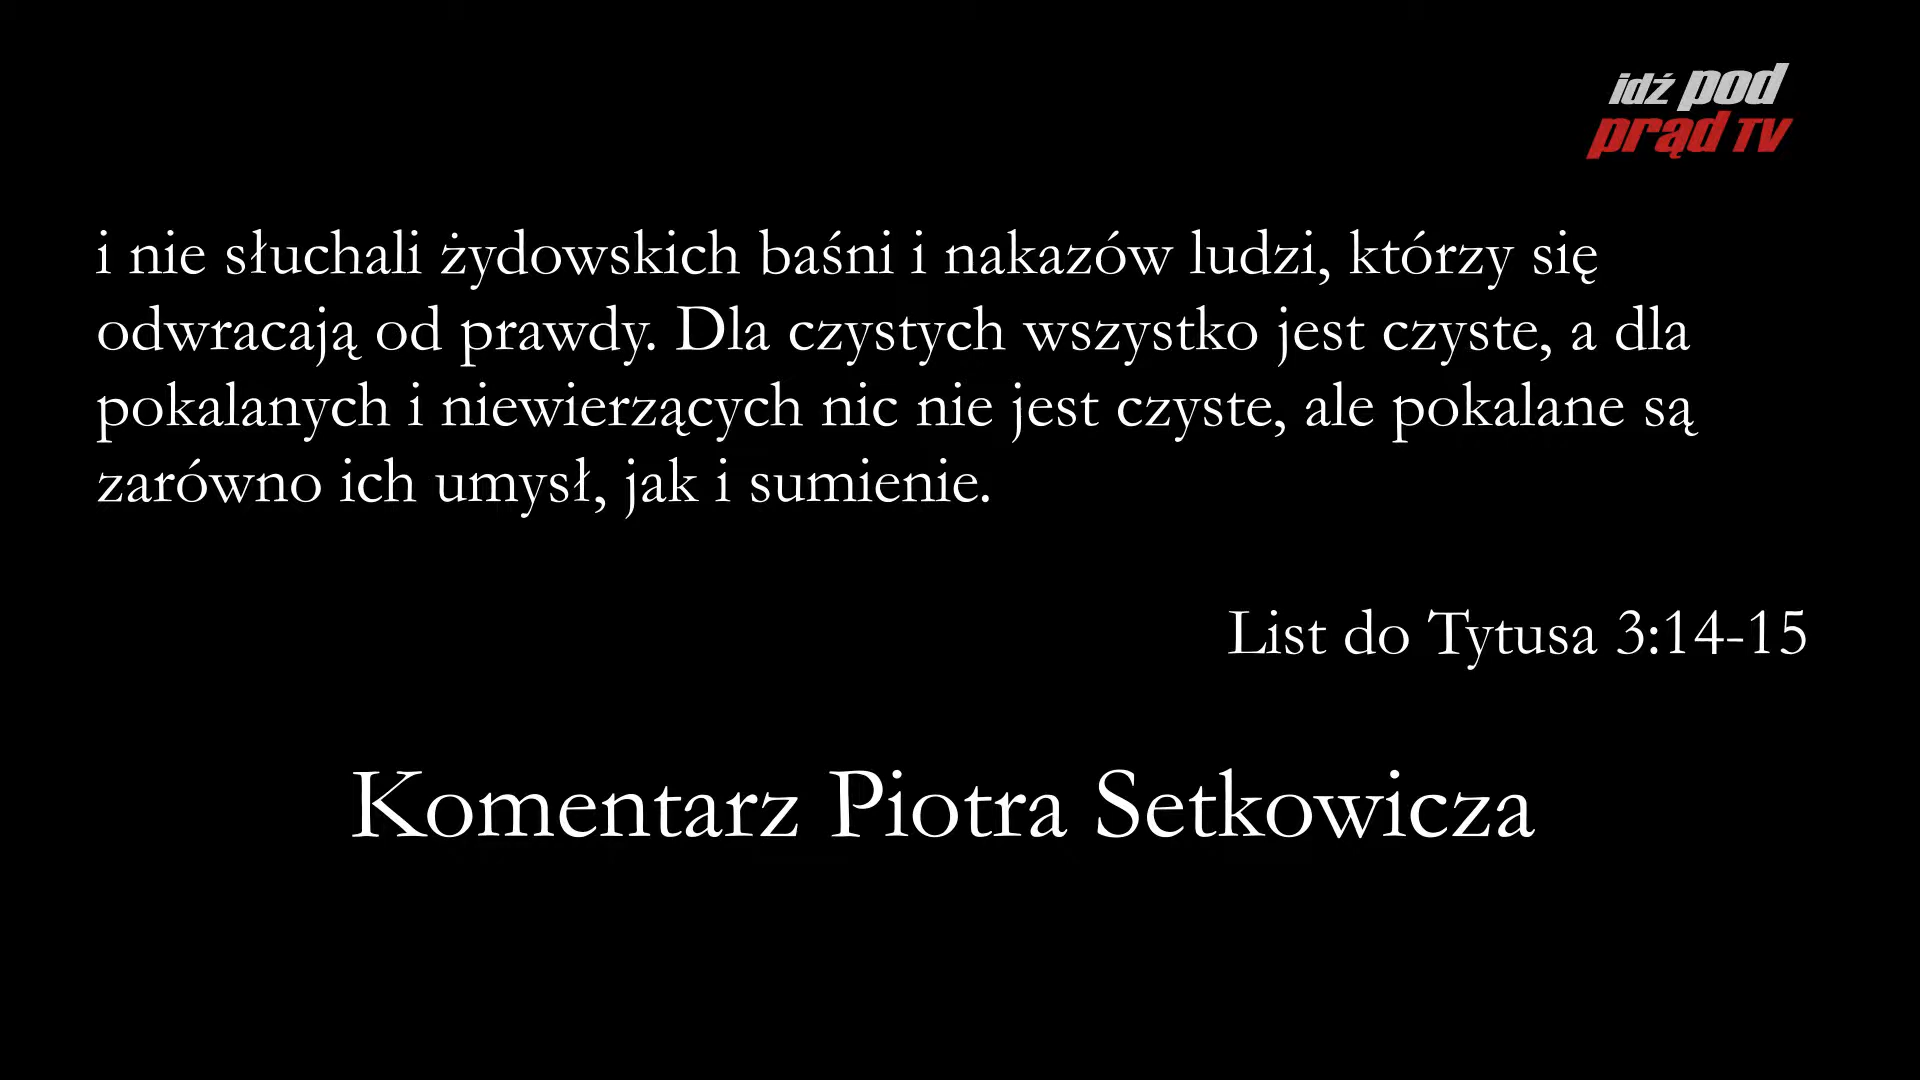 idź pod
prąd TV
i nie słuchali żydowskich baśni i nakazów ludzi, którzy się
odwracają od prawdy. Dla czystych wszystko jest czyste, a dla
pokalanych i niewierzących nic nie jest czyste, ale pokalane są
zarówno ich umysł, jak i sumienie.
List do Tytusa 3:14-15
Komentarz Piotra Setkowicza